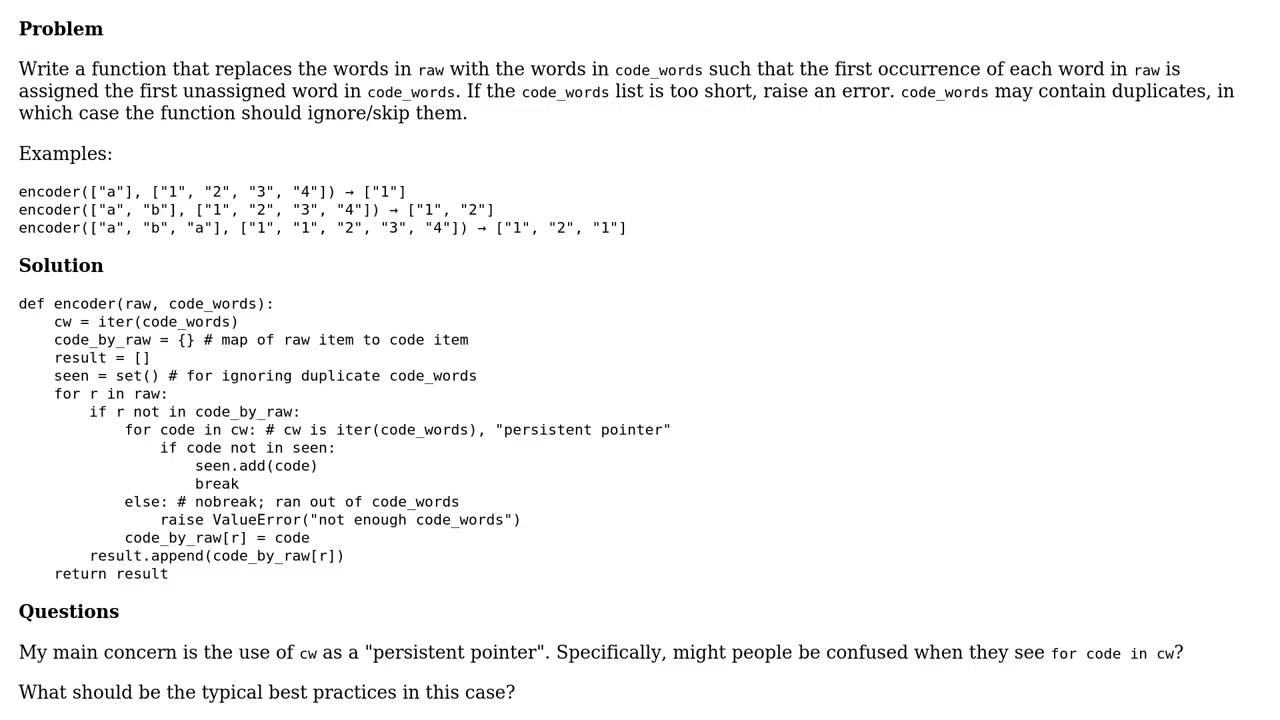 Problem
Write a function that replaces the words in raw with the words in code_words such that the first occurrence of each word in raw is
assigned the first unassigned word in code_words. If the code_words list is too short, raise an error. code_words may contain duplicates, in
which case the function should ignore/skip them.
Examples:
encoder(["a"], ["1", "2", "3", "4"]) → ["1"]
encoder(["a", "b"], ["1", "2", "3", "4"]) → ["1", "2"]
encoder(["a", "b", "a"], ["1", "1", "2", "3", "4"]) → ["1", "2", "1"]
Solution
def encoder(raw, code_words):
    cw = iter(code_words)
    code_by_raw = {} # map of raw item to code item
    result = []
    seen = set() # for ignoring duplicate code_words
    for r in raw:
        if r not in code_by_raw:
            for code in cw: # cw is iter(code_words), "persistent pointer"
                if code not in seen:
                    seen.add(code)
                    break
            else: # nobreak; ran out of code_words
                raise ValueError("not enough code_words")
            code_by_raw[r] = code
        result.append(code_by_raw[r])
    return result
Questions
My main concern is the use of cw as a "persistent pointer". Specifically, might people be confused when they see for code in cw?
What should be the typical best practices in this case?